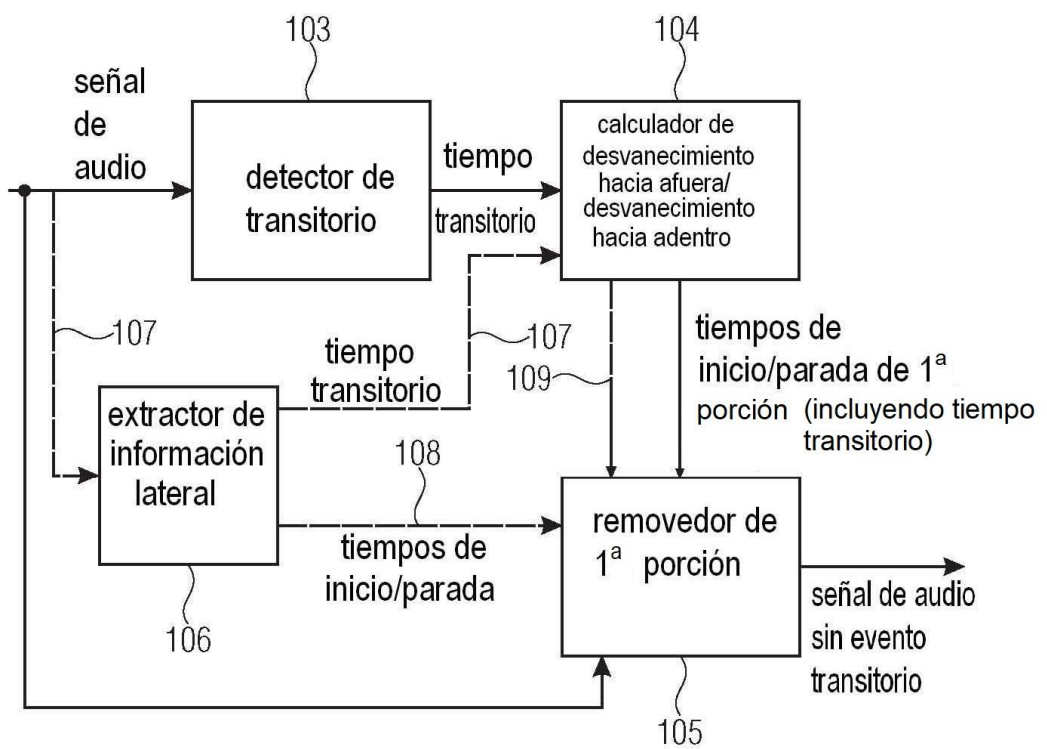 103
104
señal
de
audio
detector de
transitorio
tiempo
transitorio
calculador de
desvanecimiento
hacia afuera/
desvanecimiento
hacia adentro
107
107
109
tiempos de
inicio/parada de 1ª
porción (incluyendo tiempo
transitorio)
tiempo
transitorio
extractor de
información
lateral
108
tiempos de
inicio/parada
106
removedor de
1ª porción
señal de audio
sin evento
transitorio
105